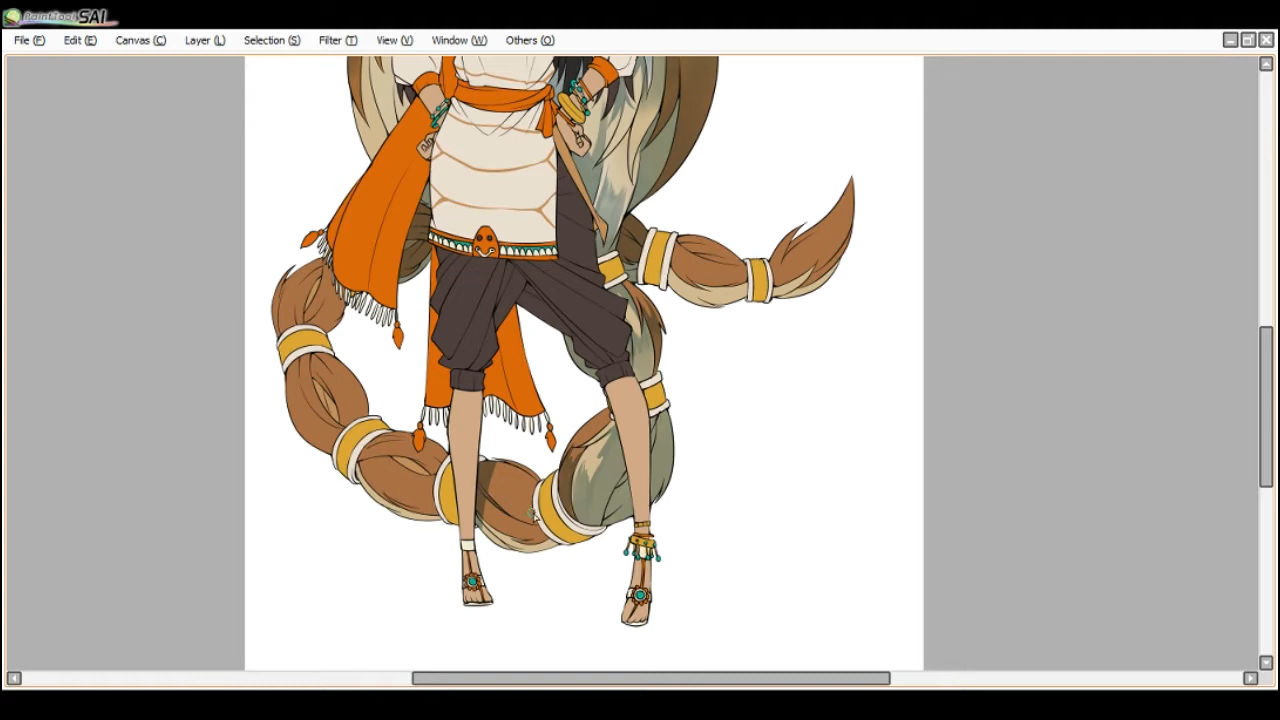 PaintTool SAI
File (F) Edit (E) Canvas (C) Layer (L) Selection (S) Filter (T) View (V) Window (W) Others (O)